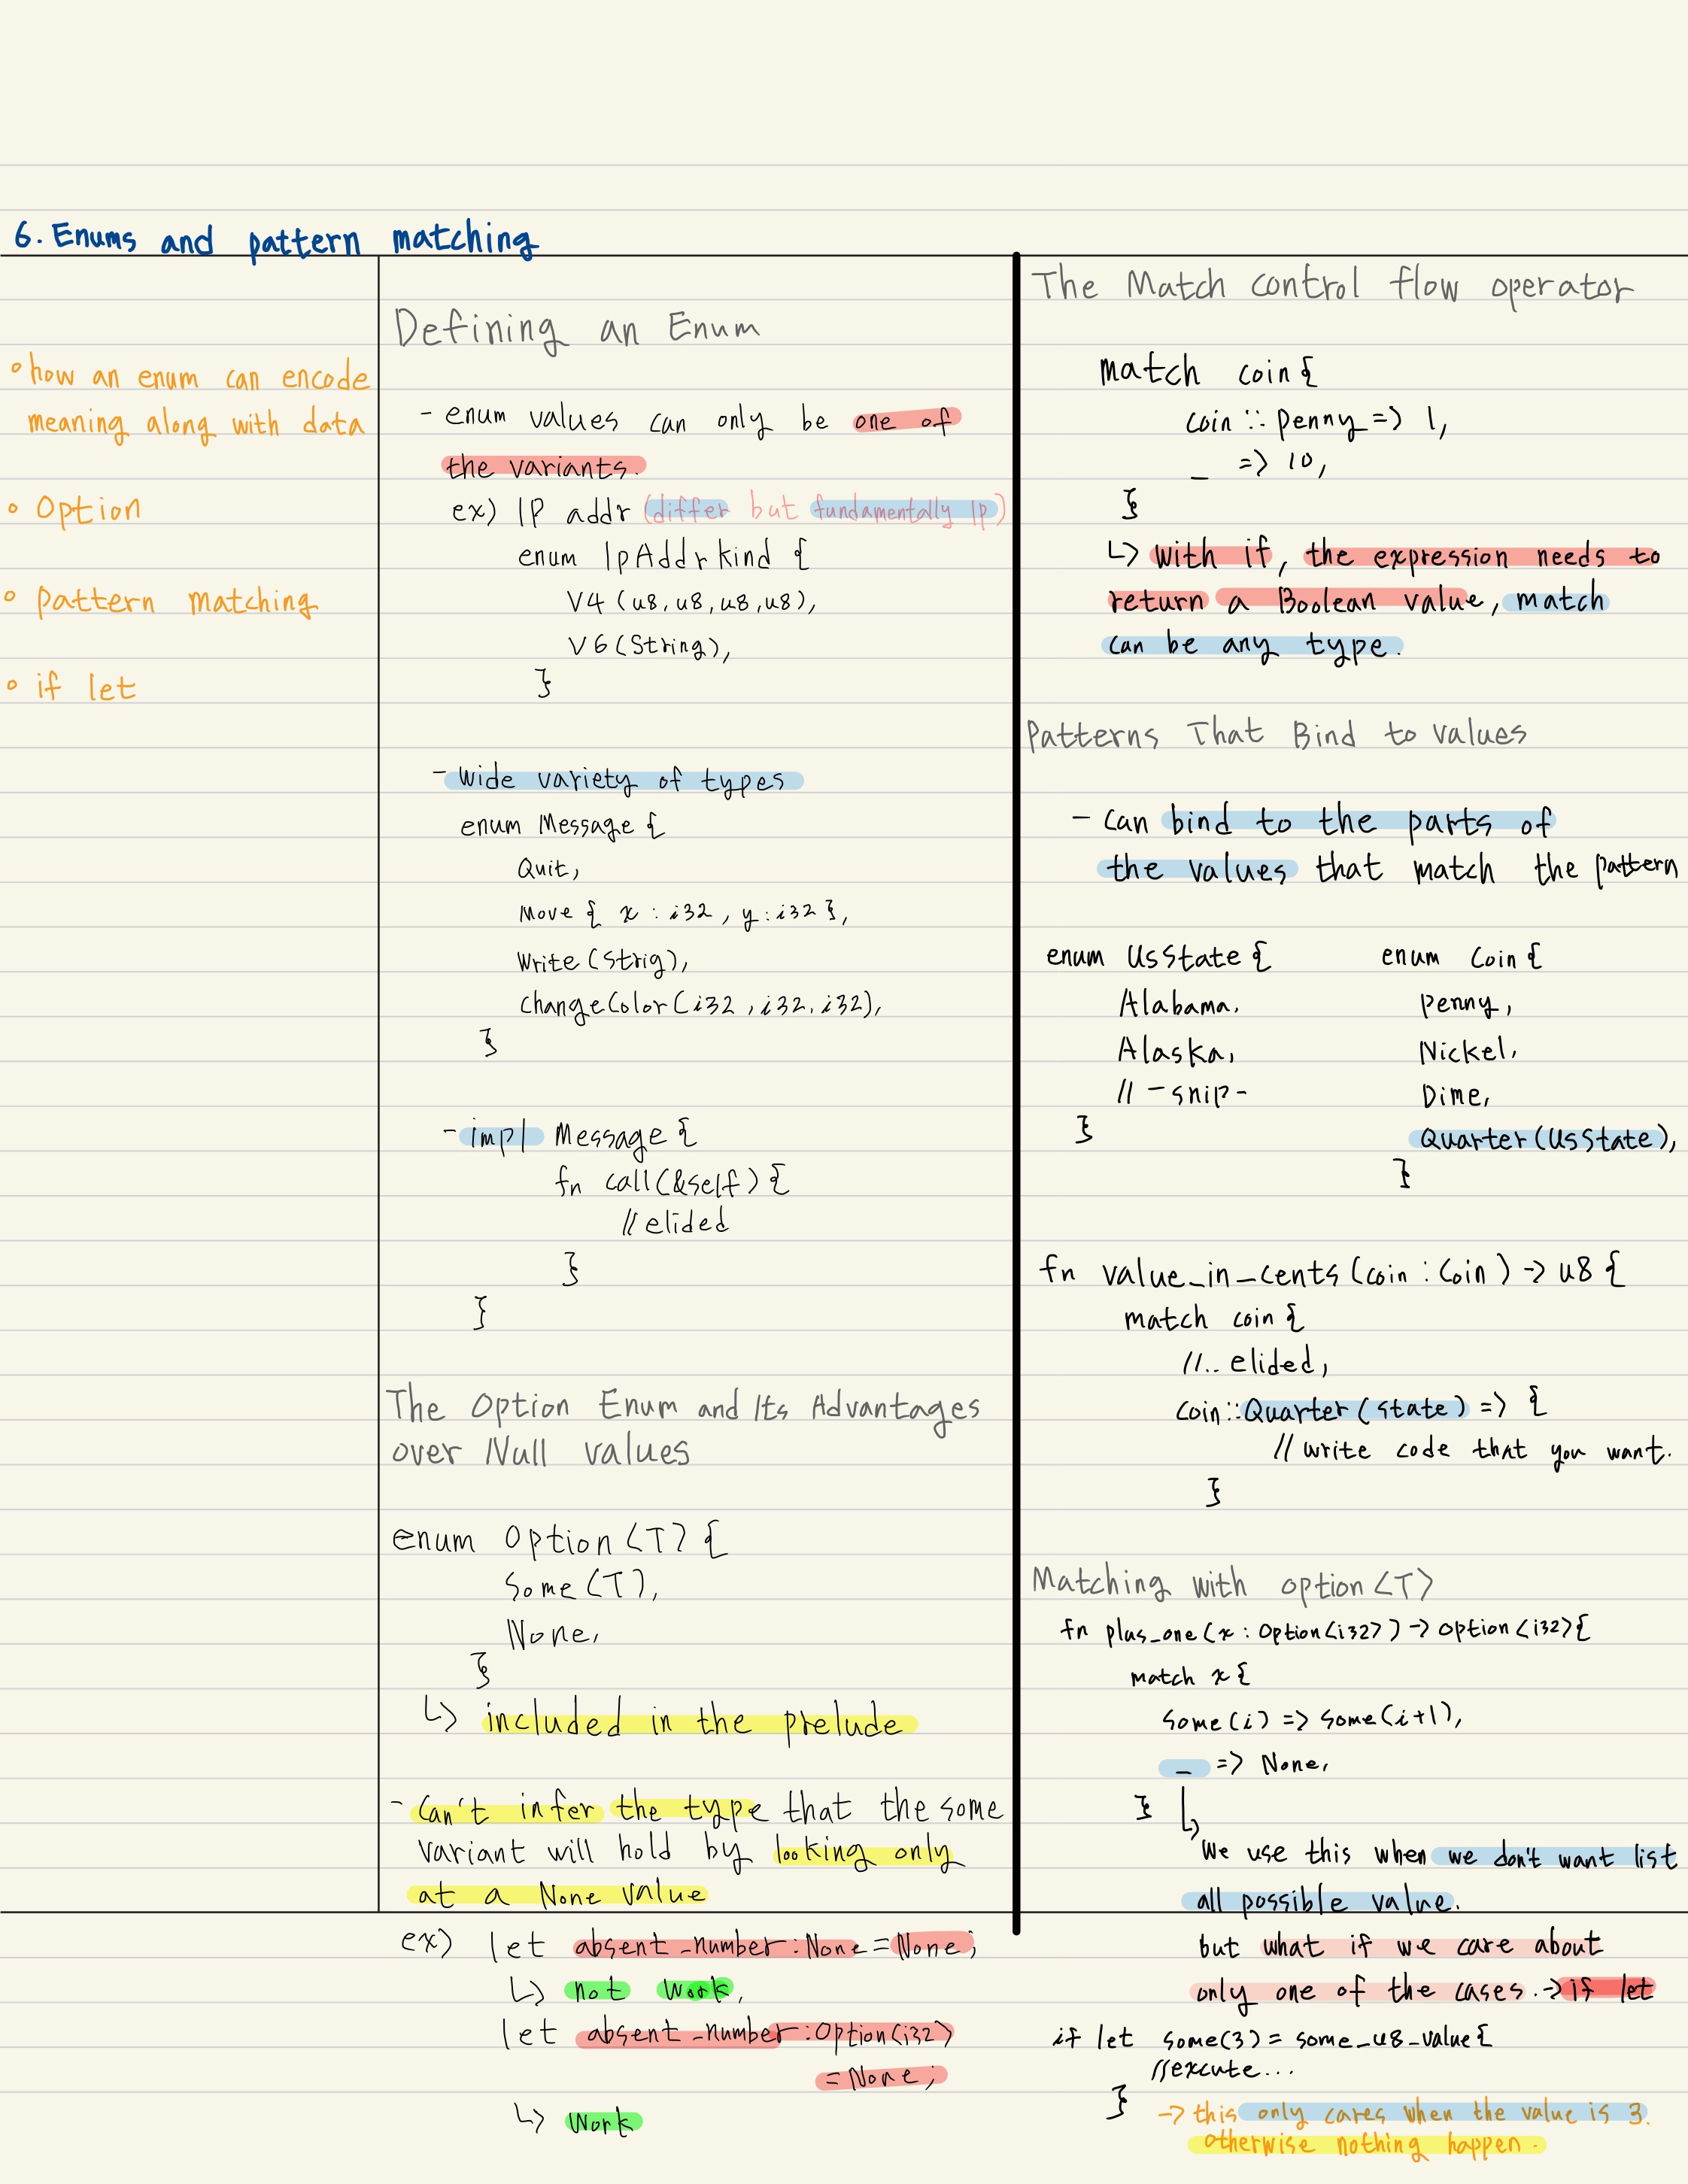 6. Enums and pattern matching
• how an enum can encode
meaning along with data
• Option
• pattern matching
• if let
Defining an Enum
- enum values can only be one of
the variants.
ex) IP addr (differ but fundamentally Ip)
enum IpAddrkind {
V4 (u8, u8, u8, u8),
V6 (String),
}
- Wide variety of types
enum Message {
Quit,
Move { x : i32 , y : i32 },
Write (Strig),
changeColor (i32 , i32, i32),
}
- impl Message {
fn call (&self) {
// elided
}
}
The Option Enum and Its Advantages
over Null values
enum Option <T> {
Some (T),
None,
}
↳ included in the prelude
- Can't infer the type that the some
variant will hold by looking only
at a None value
ex) let absent_number : None = None;
↳ not work,
let absent_number : Option<i32>
= None;
↳ work
The Match control flow operator
match coin {
coin :: penny => 1,
_ => 10,
}
↳ with if, the expression needs to
return a Boolean value, match
can be any type.
Patterns That Bind to values
- Can bind to the parts of
the values that match the pattern
enum UsState { enum Coin {
Alabama, penny,
Alaska, Nickel,
// -snip- Dime,
} Quarter (UsState),
}
fn value_in_cents (coin : Coin ) -> u8 {
match coin {
//.. elided,
coin :: Quarter ( state ) => {
// write code that you want.
}
Matching with option <T>
fn plus_one (x : Option <i32> ) -> option <i32> {
match x {
some (i) => some (i+1),
_ => None,
}
↳ We use this when we don't want list
all possible value.
but what if we care about
only one of the cases. -> if let
if let some(3) = some_u8_value {
//excute...
}
-> this only cares when the value is 3.
otherwise nothing happen.